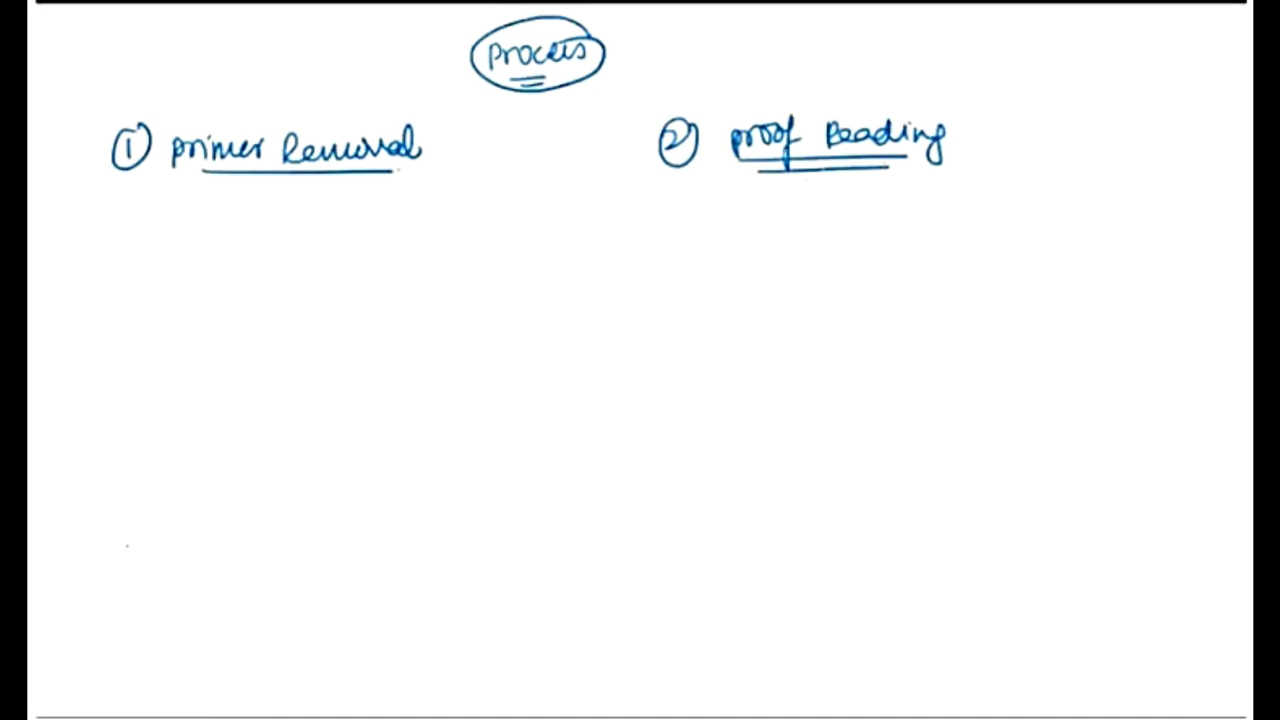 Process
① Primer Removal
② Proof Reading